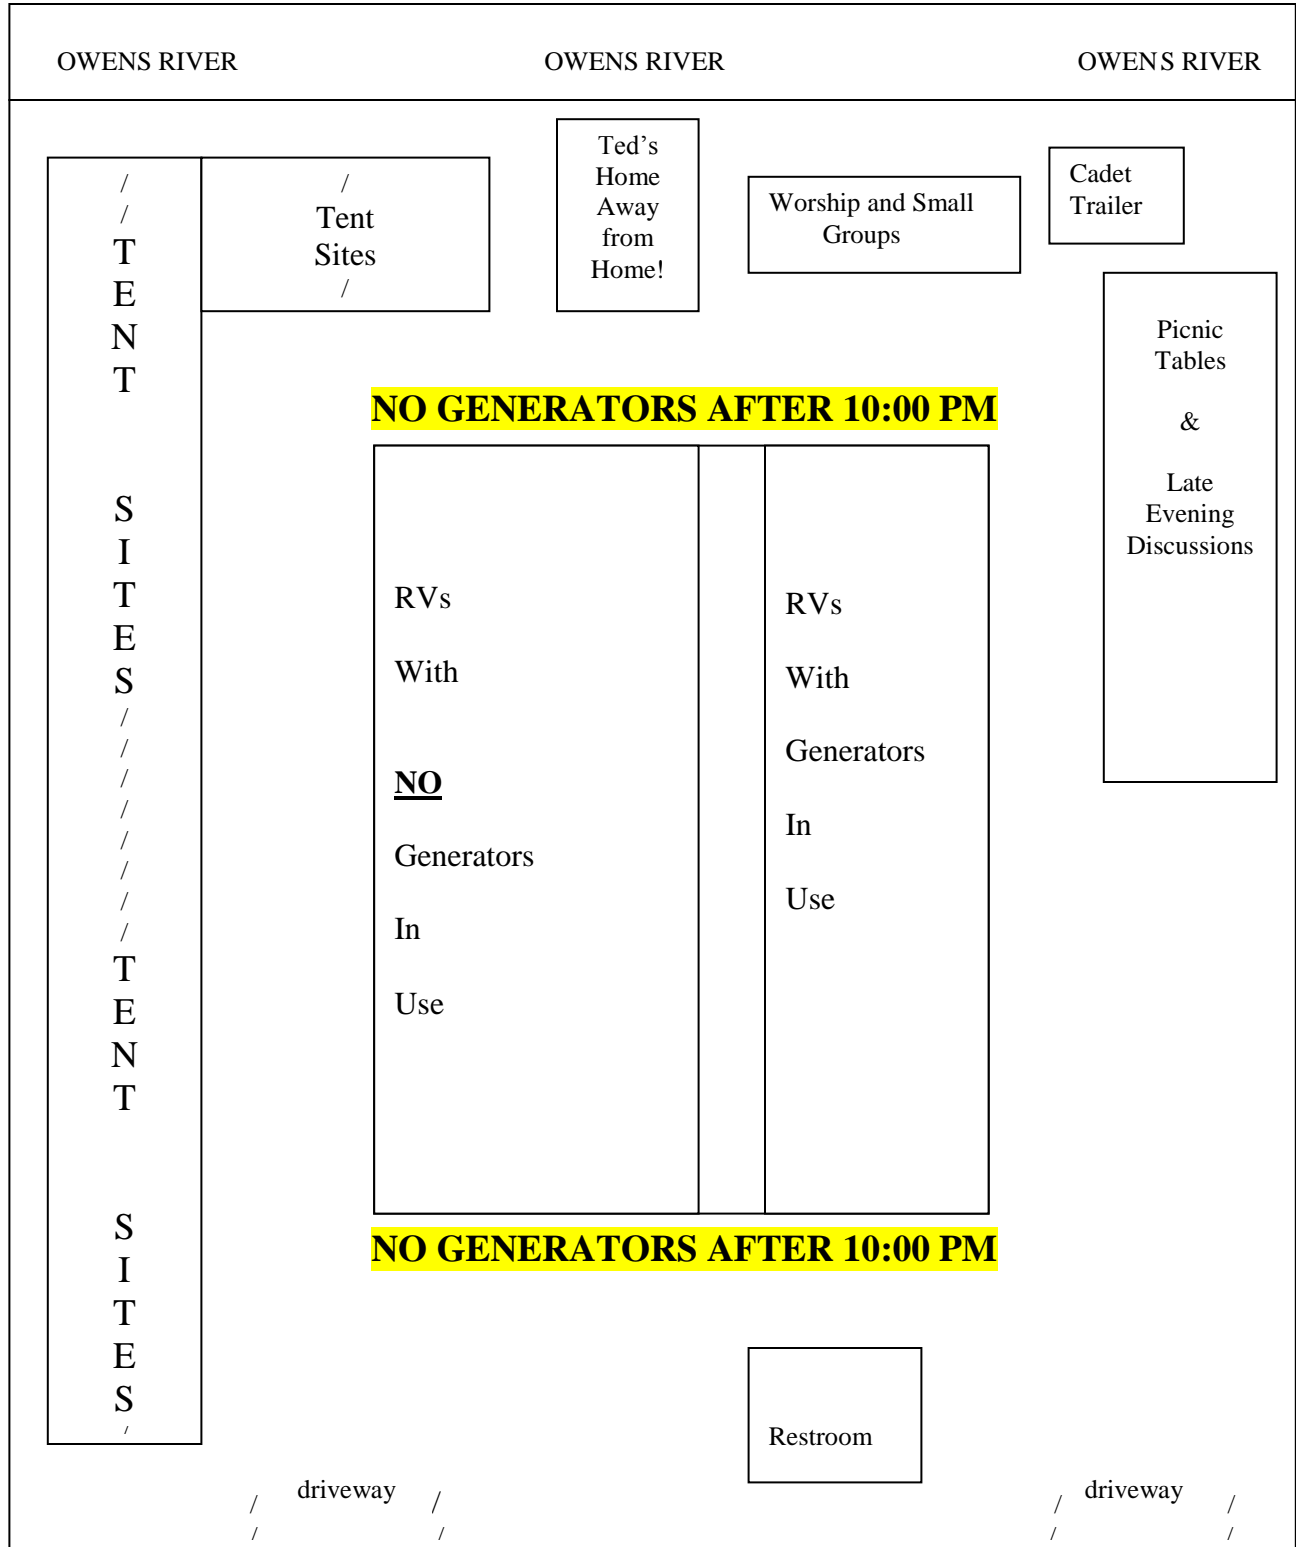 OWENS RIVER OWENS RIVER OWENS RIVER
/
/
T
E
N
T
S
I
T
E
S
/
/
/
/
/
/
/
/
T
E
N
T
S
I
T
E
S
/
/
Tent
Sites
/
Ted’s
Home
Away
from
Home!
Worship and Small
Groups
Cadet
Trailer
Picnic
Tables
&
Late
Evening
Discussions
NO GENERATORS AFTER 10:00 PM
RVs
With
NO
Generators
In
Use
RVs
With
Generators
In
Use
NO GENERATORS AFTER 10:00 PM
Restroom
/ driveway /
/ /
/ driveway /
/ /